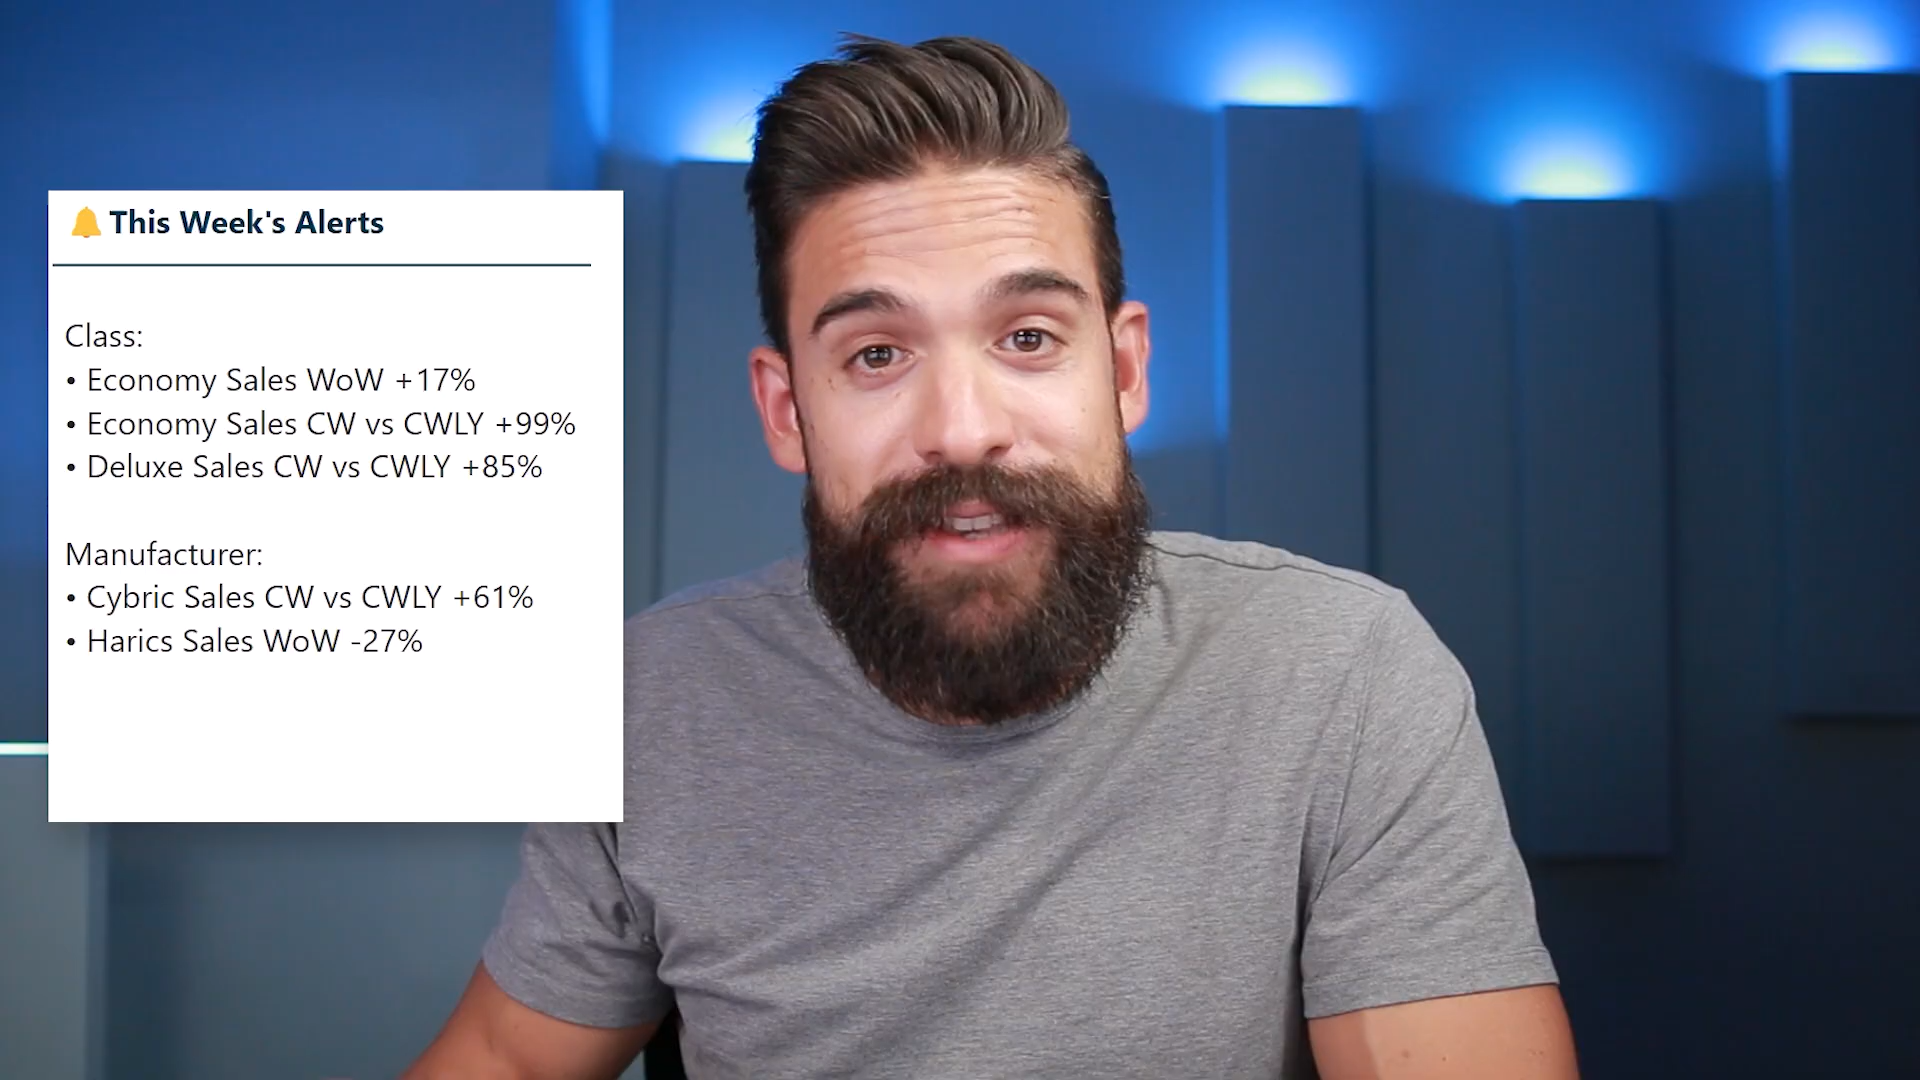 🔔 This Week's Alerts
Class:
• Economy Sales WoW +17%
• Economy Sales CW vs CWLY +99%
• Deluxe Sales CW vs CWLY +85%
Manufacturer:
• Cybric Sales CW vs CWLY +61%
• Harics Sales WoW -27%